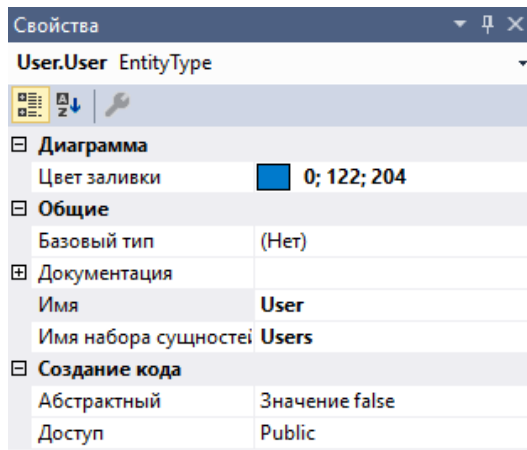 Свойства
User.User EntityType
Диаграмма
Цвет заливки 0; 122; 204
Общие
Базовый тип (Нет)
Документация
Имя User
Имя набора сущностей Users
Создание кода
Абстрактный Значение false
Доступ Public